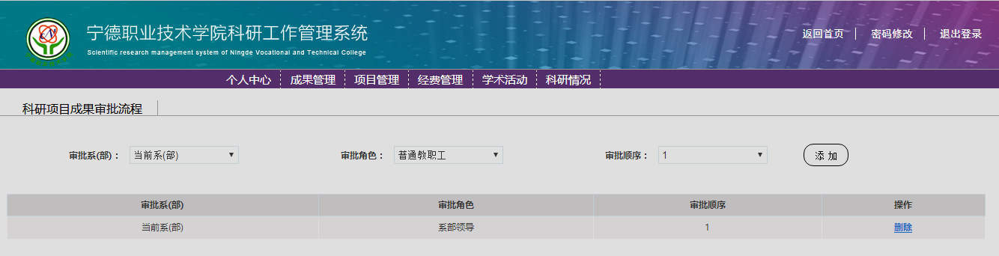 宁德职业技术学院科研工作管理系统
Scientific research management system of Ningde Vocational and Technical College
返回首页 密码修改 退出登录
个人中心 成果管理 项目管理 经费管理 学术活动 科研情况
科研项目成果审批流程
审批系(部)： 当前系(部) 审批角色： 普通教职工 审批顺序： 1 添 加
审批系(部) 审批角色 审批顺序 操作
当前系(部) 系部领导 1 删除